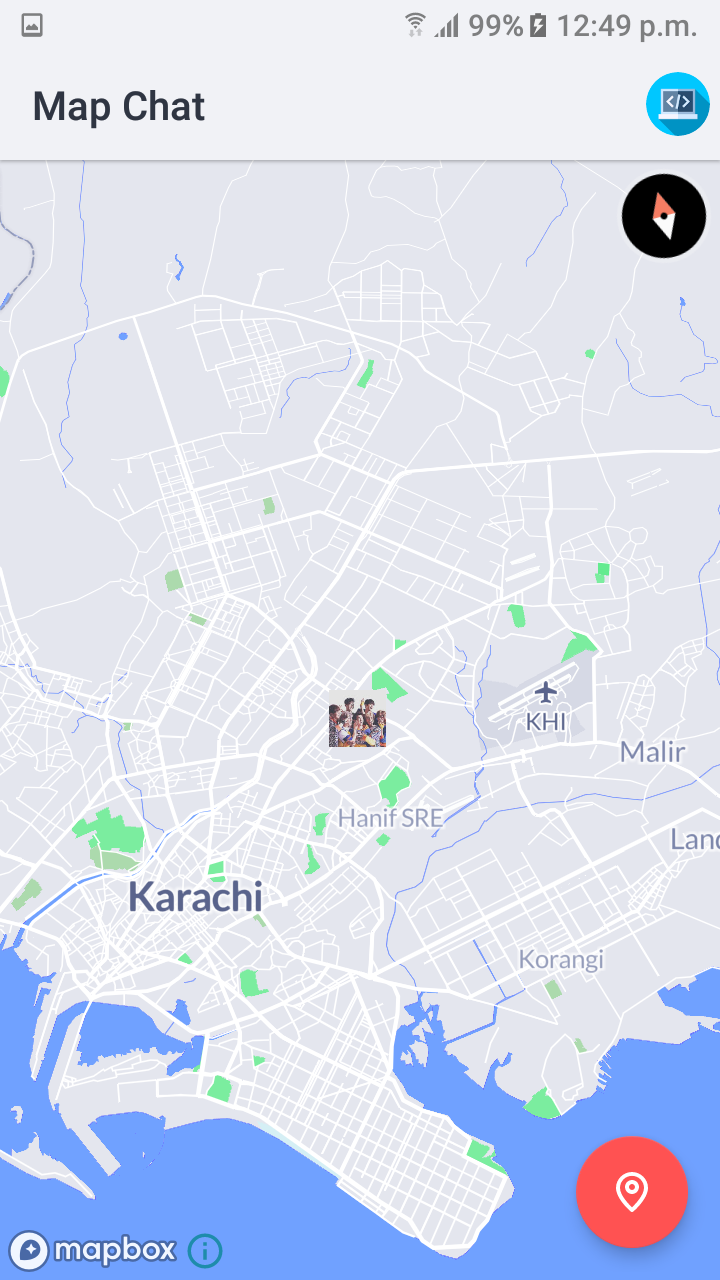 99% 12:49 p.m.
Map Chat
</>
KHI
Malir
Hanif SRE
Land
Karachi
Korangi
mapbox i